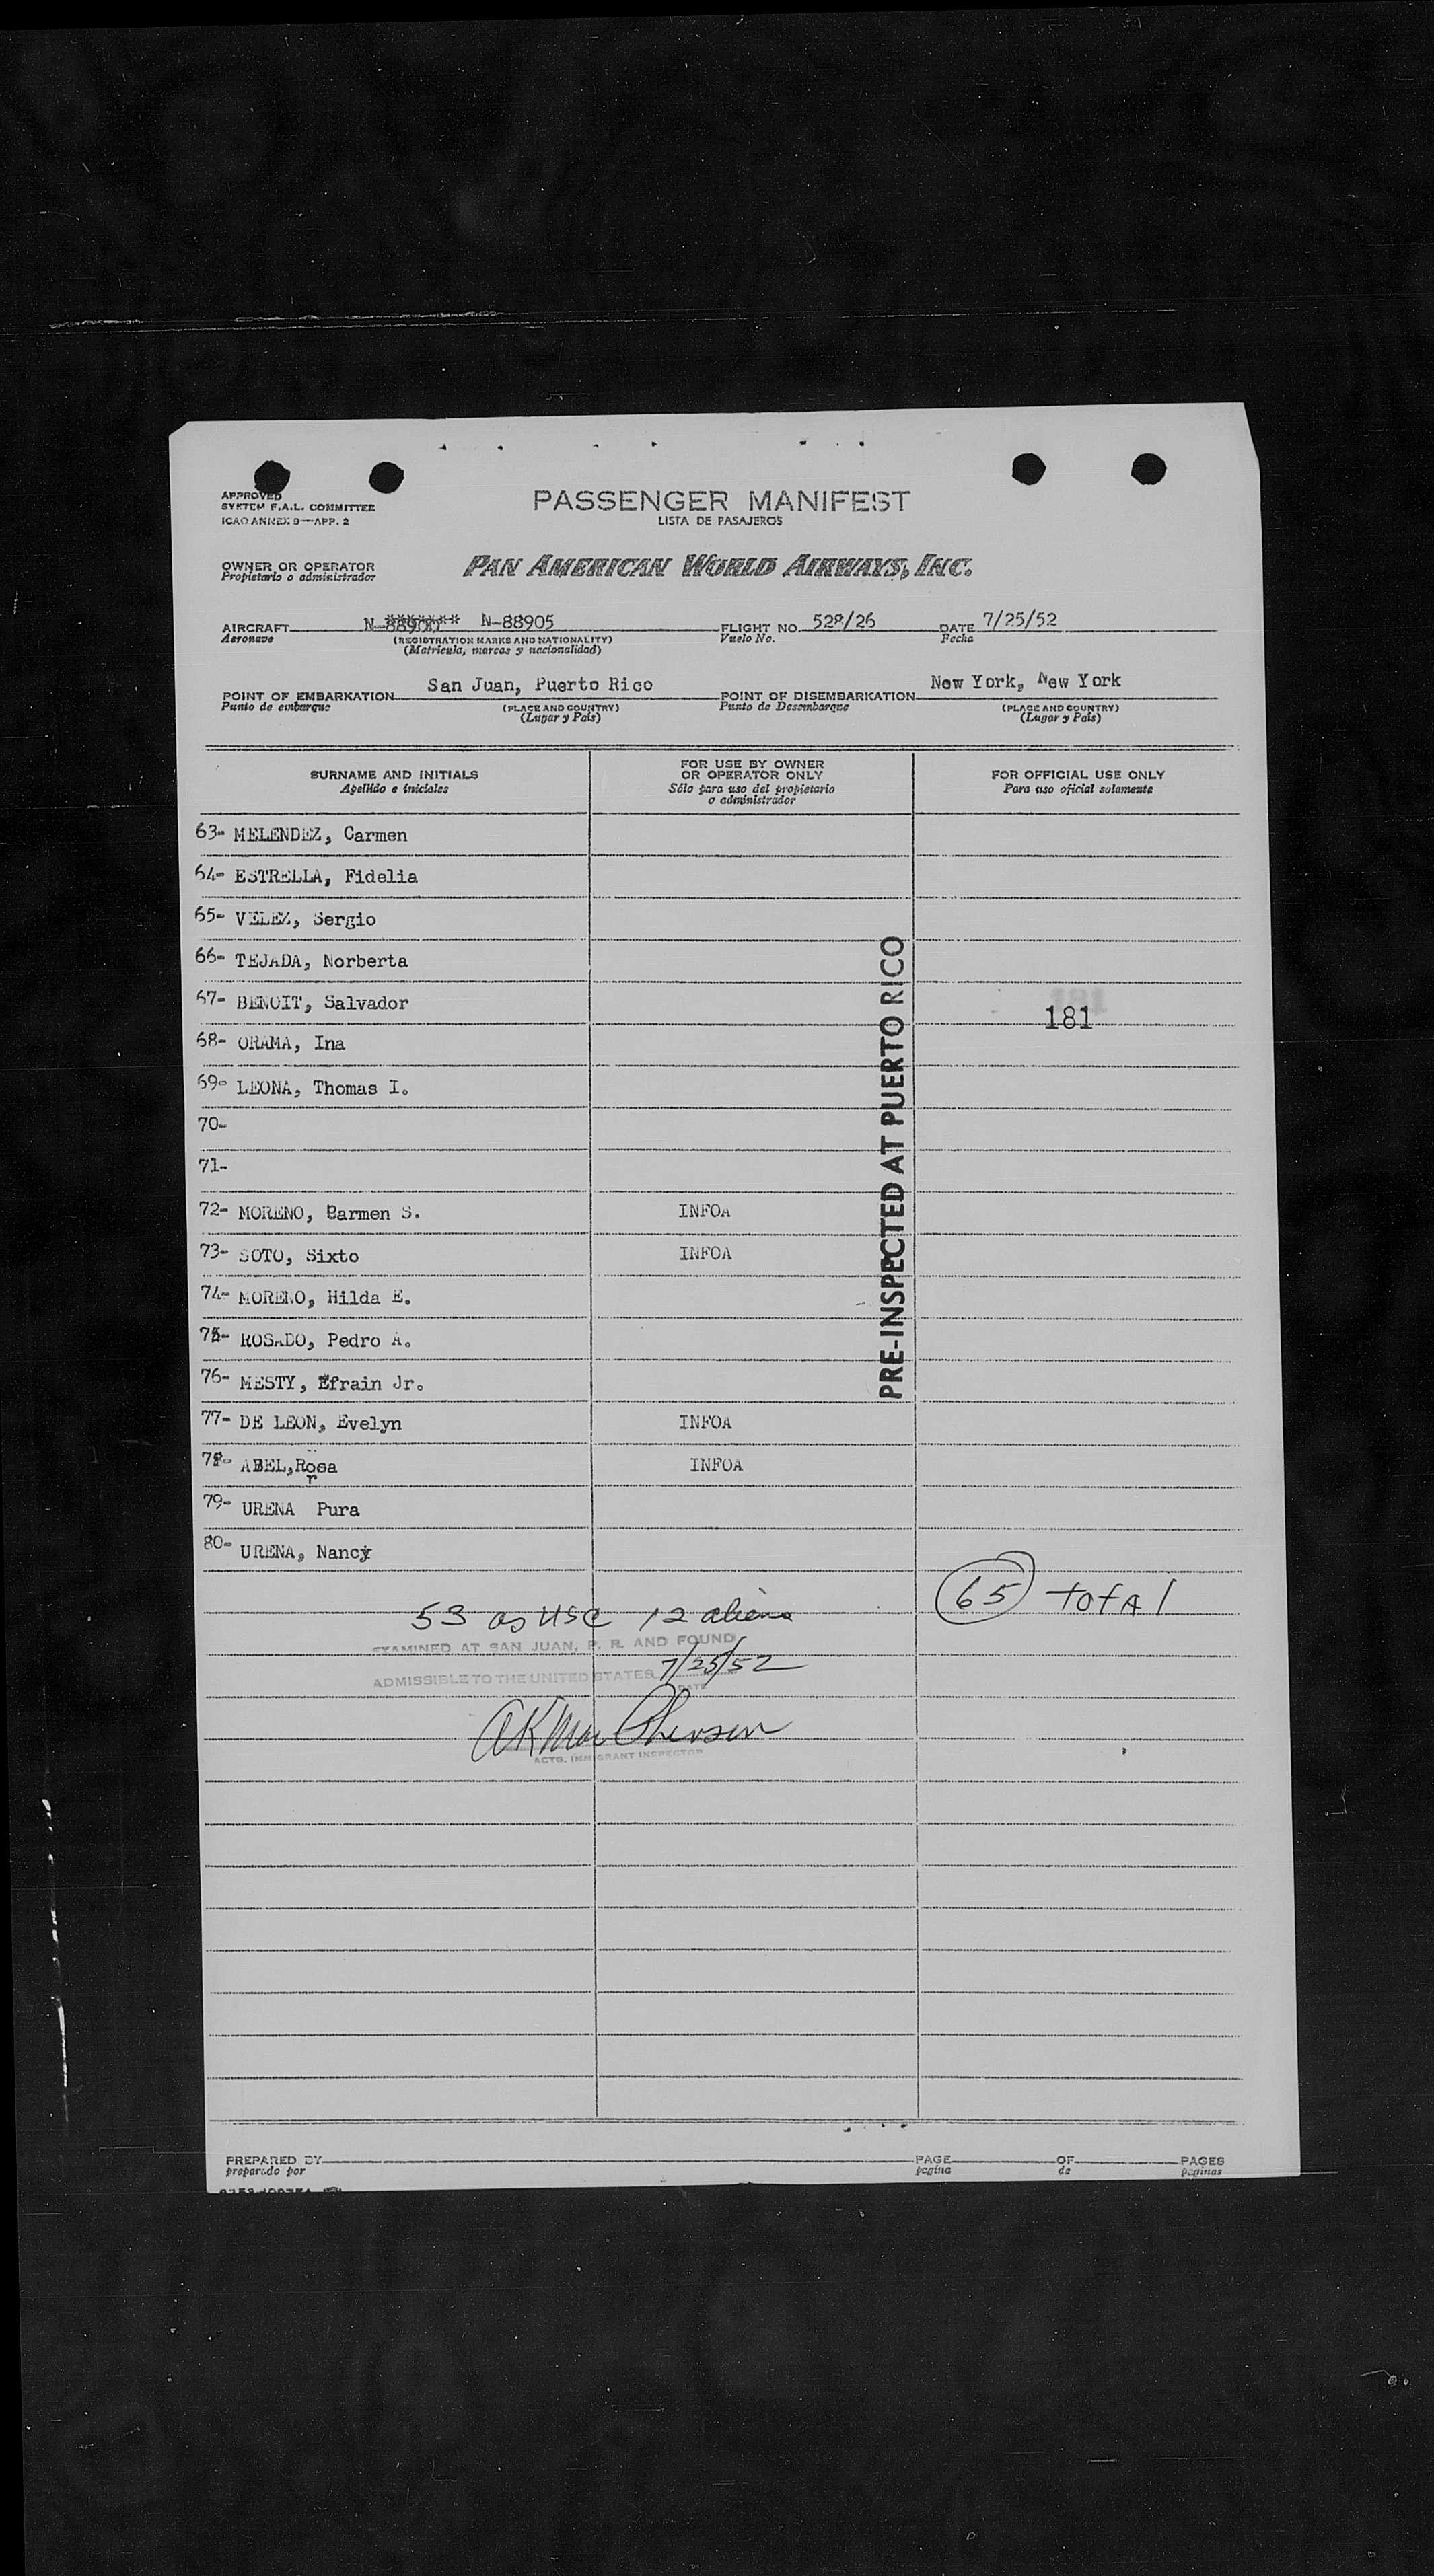 APPROVED
SYSTEM F.A.L. COMMITTEE
ICAO ANNEX 9—APP. 2
PASSENGER MANIFEST
LISTA DE PASAJEROS
OWNER OR OPERATOR
Propietario o administrador
PAN AMERICAN WORLD AIRWAYS, INC.
AIRCRAFT N-88900 ******* N-88905 FLIGHT NO. 528/26 DATE 7/25/52
Aeronave (REGISTRATION MARKS AND NATIONALITY) Vuelo No. Fecha
(Matrícula, marcas y nacionalidad)
POINT OF EMBARKATION San Juan, Puerto Rico POINT OF DISEMBARKATION New York, New York
Punto de embarque (PLACE AND COUNTRY) Punto de Desembarque (PLACE AND COUNTRY)
(Lugar y País) (Lugar y País)
SURNAME AND INITIALS
Apellido e iniciales
FOR USE BY OWNER
OR OPERATOR ONLY
Sólo para uso del propietario
o administrador
FOR OFFICIAL USE ONLY
Para uso oficial solamente
63- MELENDEZ, Carmen
64- ESTRELLA, Fidelia
65- VELEZ, Sergio
66- TEJADA, Norberta
67- BENOIT, Salvador
181
68- ORAMA, Ina
69- LEONA, Thomas I.
70-
71-
72- MORENO, Carmen S. INFOA
73- SOTO, Sixto INFOA
74- MORENO, Hilda E.
75- ROSADO, Pedro A.
76- MESTY, Efrain Jr.
77- DE LEON, Evelyn INFOA
78- ABEL, Rosa INFOA
r
79- URENA Pura
80- URENA, Nancy
PRE-INSPECTED AT PUERTO RICO
65 total
53 as USC 12 aliens
EXAMINED AT SAN JUAN, P. R. AND FOUND
ADMISSIBLE TO THE UNITED STATES 7/25/52
DATE
AK MacPherson
ACTG. IMMIGRANT INSPECTOR
PREPARED BY PAGE OF PAGES
preparado por pagina de paginas